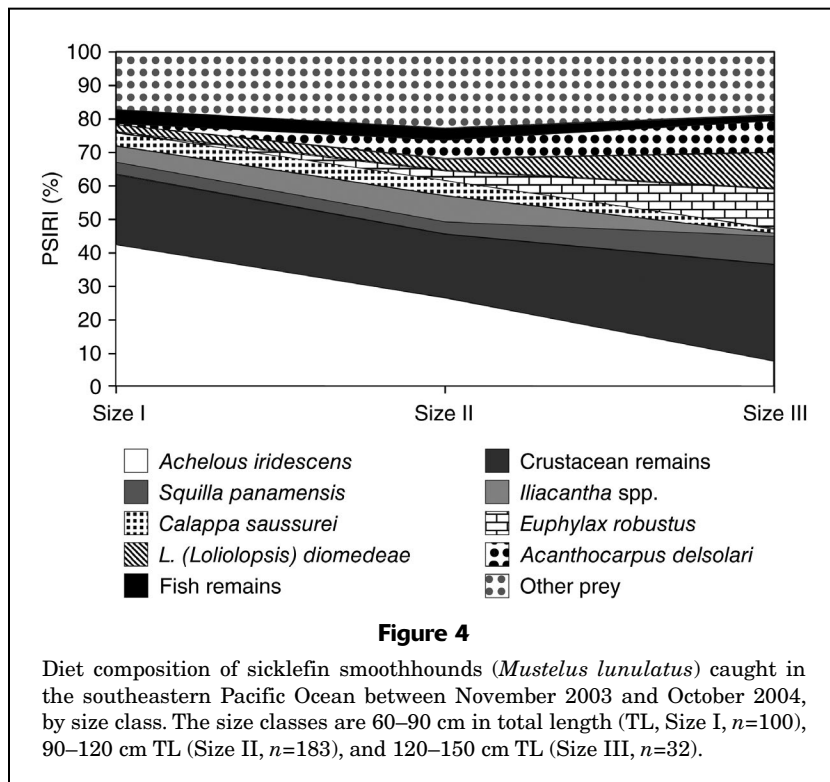 100
90
80
70
60
50
40
30
20
10
0
PSIRI (%)
Size I Size II Size III
Achelous iridescens Crustacean remains
Squilla panamensis Iliacantha spp.
Calappa saussurei Euphylax robustus
L. (Loliolopsis) diomedeae Acanthocarpus delsolari
Fish remains Other prey
Figure 4
Diet composition of sicklefin smoothhounds (Mustelus lunulatus) caught in
the southeastern Pacific Ocean between November 2003 and October 2004,
by size class. The size classes are 60–90 cm in total length (TL, Size I, n=100),
90–120 cm TL (Size II, n=183), and 120–150 cm TL (Size III, n=32).